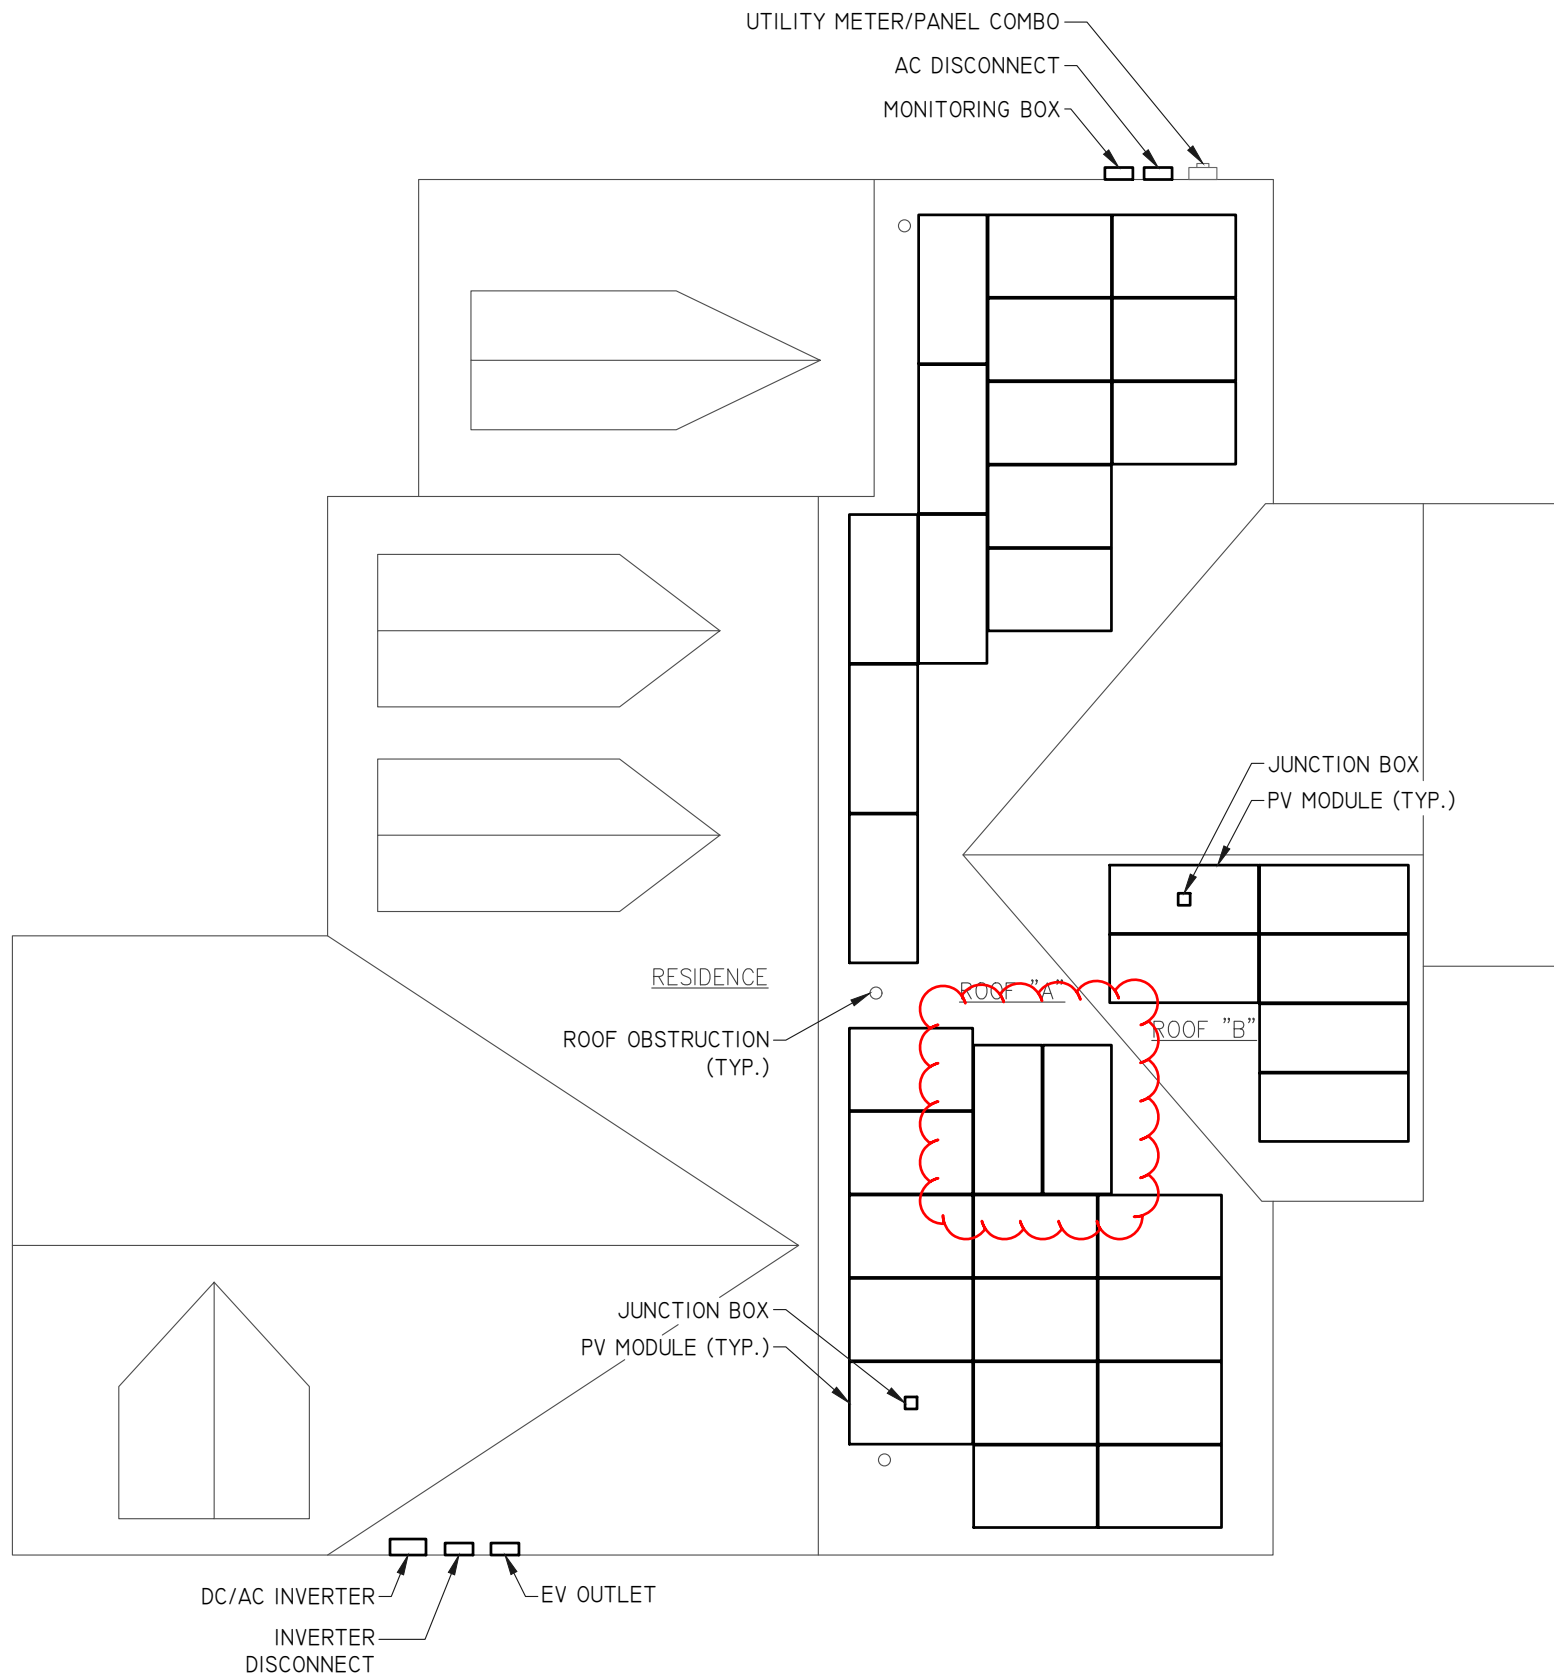 UTILITY METER/PANEL COMBO
AC DISCONNECT
MONITORING BOX
JUNCTION BOX
PV MODULE (TYP.)
RESIDENCE
ROOF "A"
ROOF "B"
ROOF OBSTRUCTION
(TYP.)
JUNCTION BOX
PV MODULE (TYP.)
DC/AC INVERTER
EV OUTLET
INVERTER
DISCONNECT